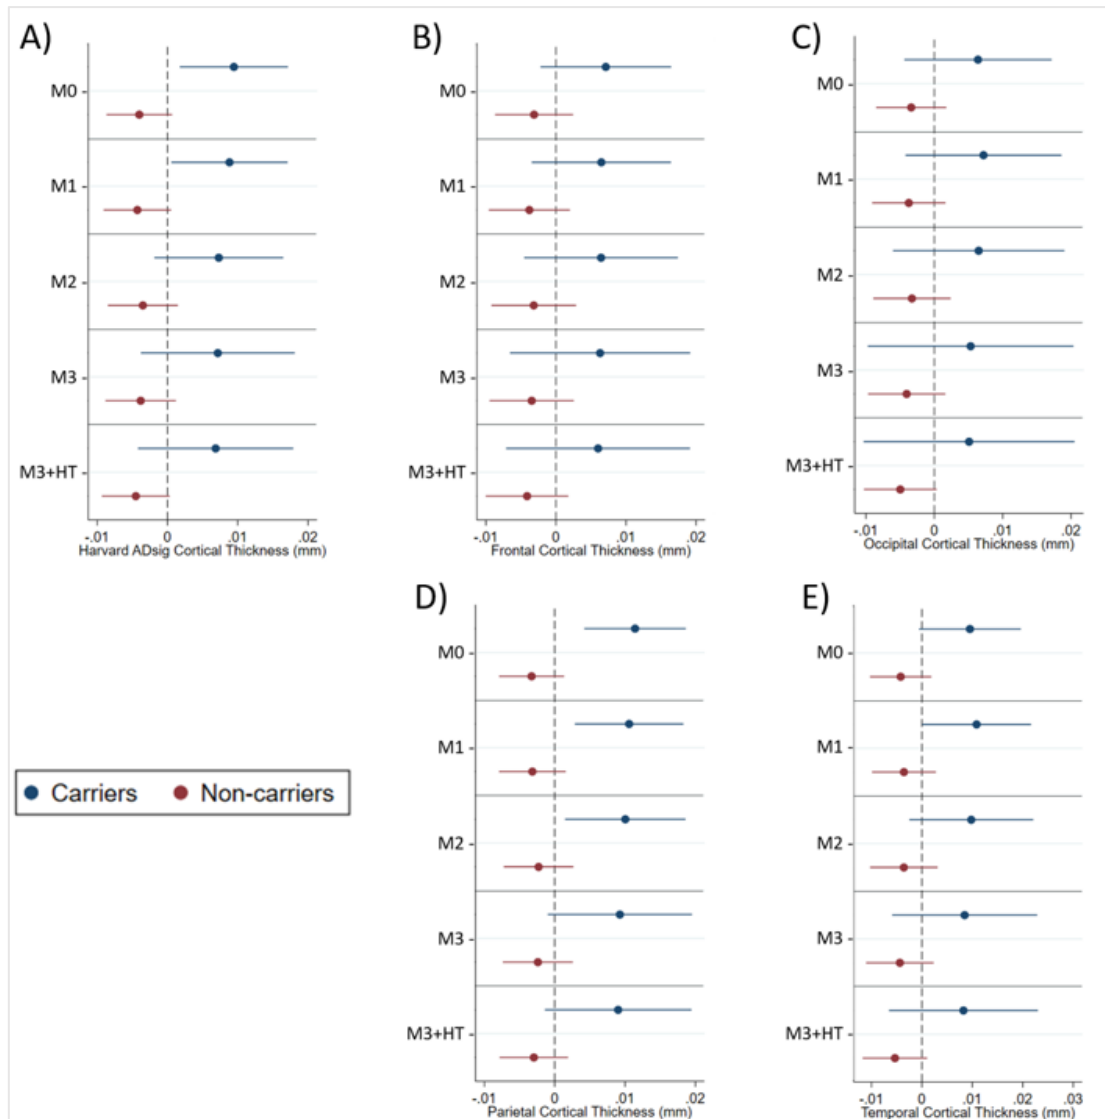 A)
M0
M1
M2
M3
M3+HT
-.01 0 .01 .02
Harvard ADsig Cortical Thickness (mm)
B)
M0
M1
M2
M3
M3+HT
-.01 0 .01 .02
Frontal Cortical Thickness (mm)
C)
M0
M1
M2
M3
M3+HT
-.01 0 .01 .02
Occipital Cortical Thickness (mm)
Carriers Non-carriers
D)
M0
M1
M2
M3
M3+HT
-.01 0 .01 .02
Parietal Cortical Thickness (mm)
E)
M0
M1
M2
M3
M3+HT
-.01 0 .01 .02 .03
Temporal Cortical Thickness (mm)